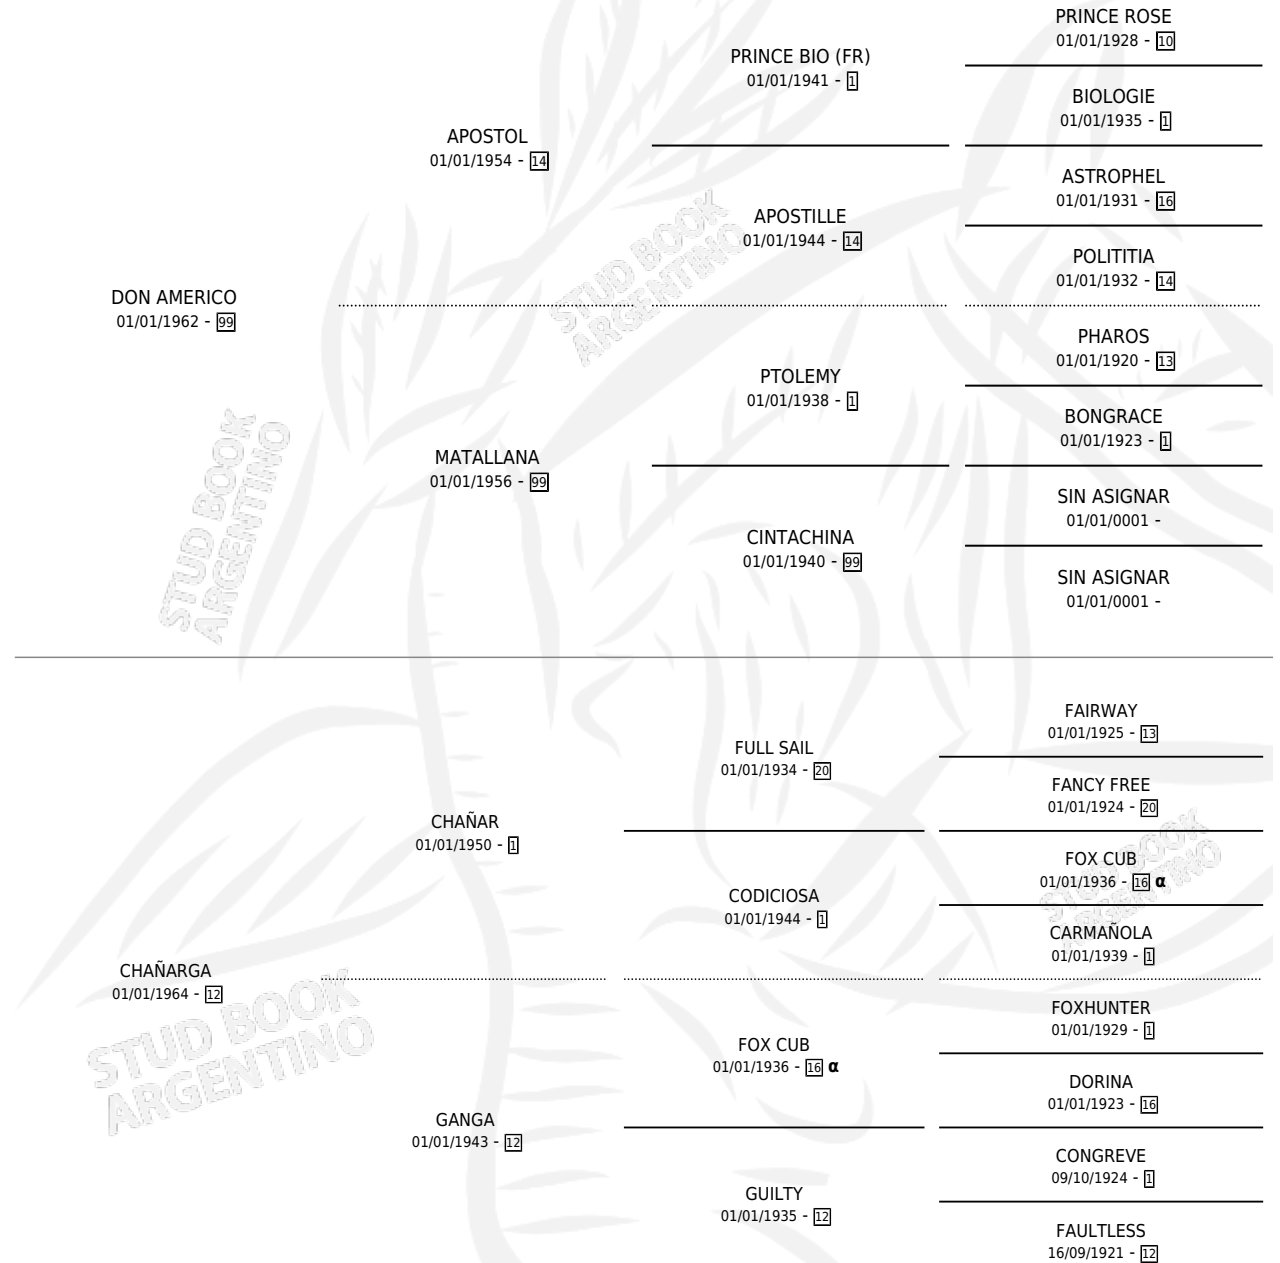 PRINCE ROSE
01/01/1928 - 10
PRINCE BIO (FR)
01/01/1941 - 1
BIOLOGIE
01/01/1935 - 1
APOSTOL
01/01/1954 - 14
ASTROPHEL
01/01/1931 - 16
APOSTILLE
01/01/1944 - 14
POLITITIA
01/01/1932 - 14
STUD BOOK
ARGENTINO
DON AMERICO
01/01/1962 - 99
PHAROS
01/01/1920 - 13
PTOLEMY
01/01/1938 - 1
BONGRACE
01/01/1923 - 1
MATALLANA
01/01/1956 - 99
SIN ASIGNAR
01/01/0001 -
CINTACHINA
01/01/1940 - 99
SIN ASIGNAR
01/01/0001 -
STUD BOOK
ARGENTINO
FAIRWAY
01/01/1925 - 13
FULL SAIL
01/01/1934 - 20
FANCY FREE
01/01/1924 - 20
CHAÑAR
01/01/1950 - 1
FOX CUB
01/01/1936 - 16 α
CODICIOSA
01/01/1944 - 1
CARMAÑOLA
01/01/1939 - 1
STUD BOOK
ARGENTINO
CHAÑARGA
01/01/1964 - 12
FOXHUNTER
01/01/1929 - 1
FOX CUB
01/01/1936 - 16 α
DORINA
01/01/1923 - 16
STUD BOOK
ARGENTINO
GANGA
01/01/1943 - 12
CONGREVE
09/10/1924 - 1
GUILTY
01/01/1935 - 12
FAULTLESS
16/09/1921 - 12